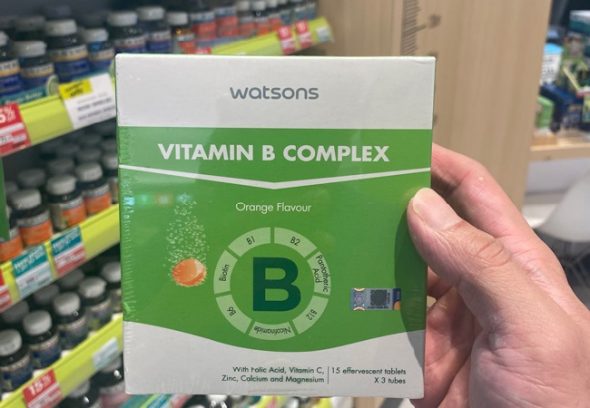 watsons
VITAMIN B COMPLEX
Orange Flavour
B1
B2
Pantothenic
Acid
B12
Nicotinamide
B6
Biotin
B
With Folic Acid, Vitamin C,
Zinc, Calcium and Magnesium
15 effervescent tablets
X 3 tubes
15%